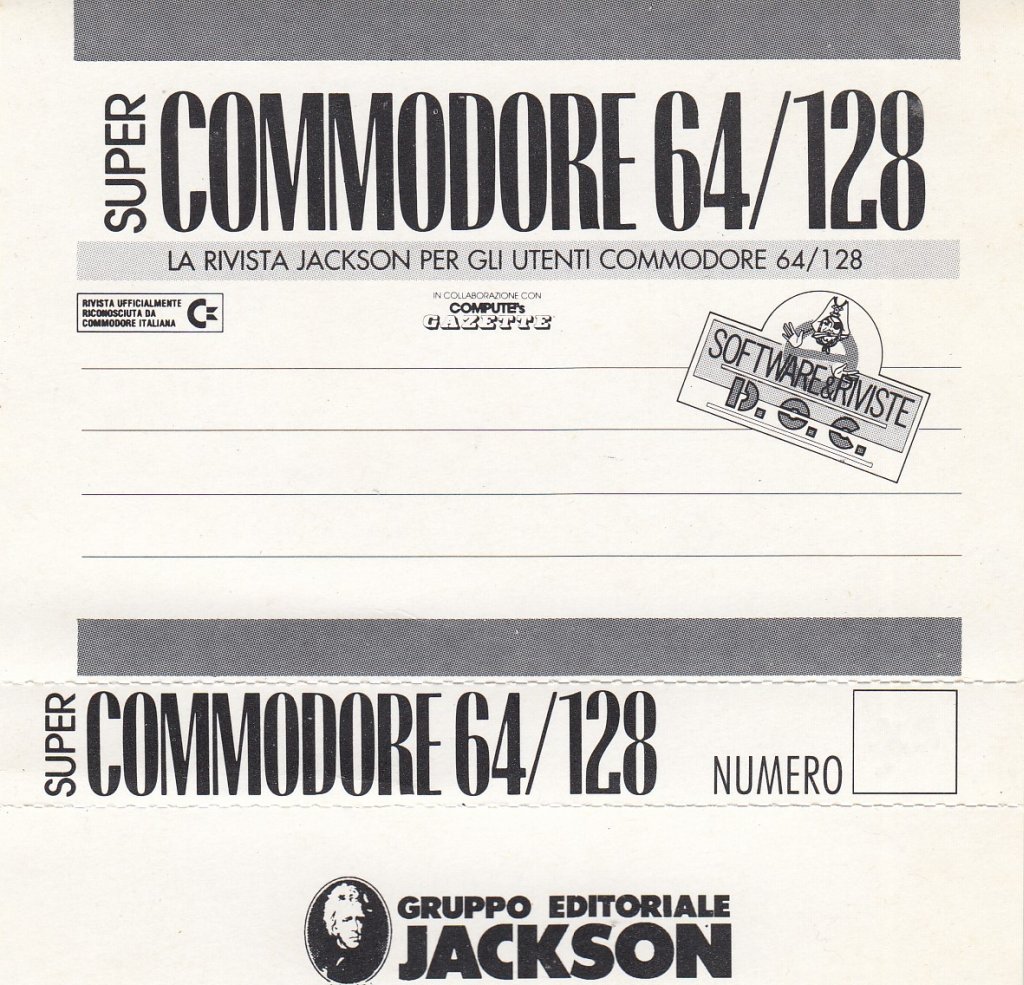 SUPER
COMMODORE 64/128
LA RIVISTA JACKSON PER GLI UTENTI COMMODORE 64/128
RIVISTA UFFICIALMENTE
RICONOSCIUTA DA
COMMODORE ITALIANA
IN COLLABORAZIONE CON
COMPUTE!'s
GAZETTE
SOFTWARE&RIVISTE
D.O.C.
SUPER
COMMODORE 64/128
NUMERO
GRUPPO EDITORIALE
JACKSON